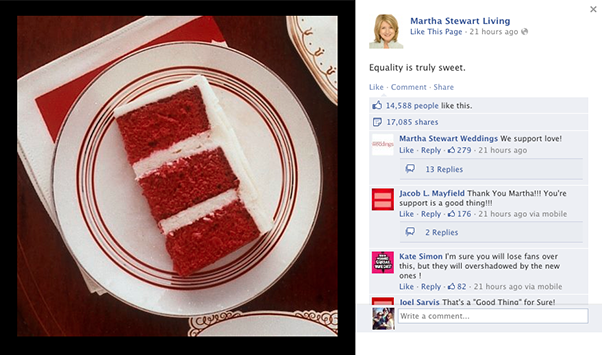 Martha Stewart Living
Like This Page · 21 hours ago
Equality is truly sweet.
Like · Comment · Share
14,588 people like this.
17,085 shares
Martha Stewart Weddings We support love!
Like · Reply · 279 · 21 hours ago
13 Replies
Jacob L. Mayfield Thank You Martha!!! You're
support is a good thing!!!
Like · Reply · 176 · 21 hours ago via mobile
2 Replies
Kate Simon I'm sure you will lose fans over
this, but they will overshadowed by the new
ones !
Like · Reply · 82 · 21 hours ago via mobile
Joel Sarvis That's a "Good Thing" for Sure!
Write a comment...